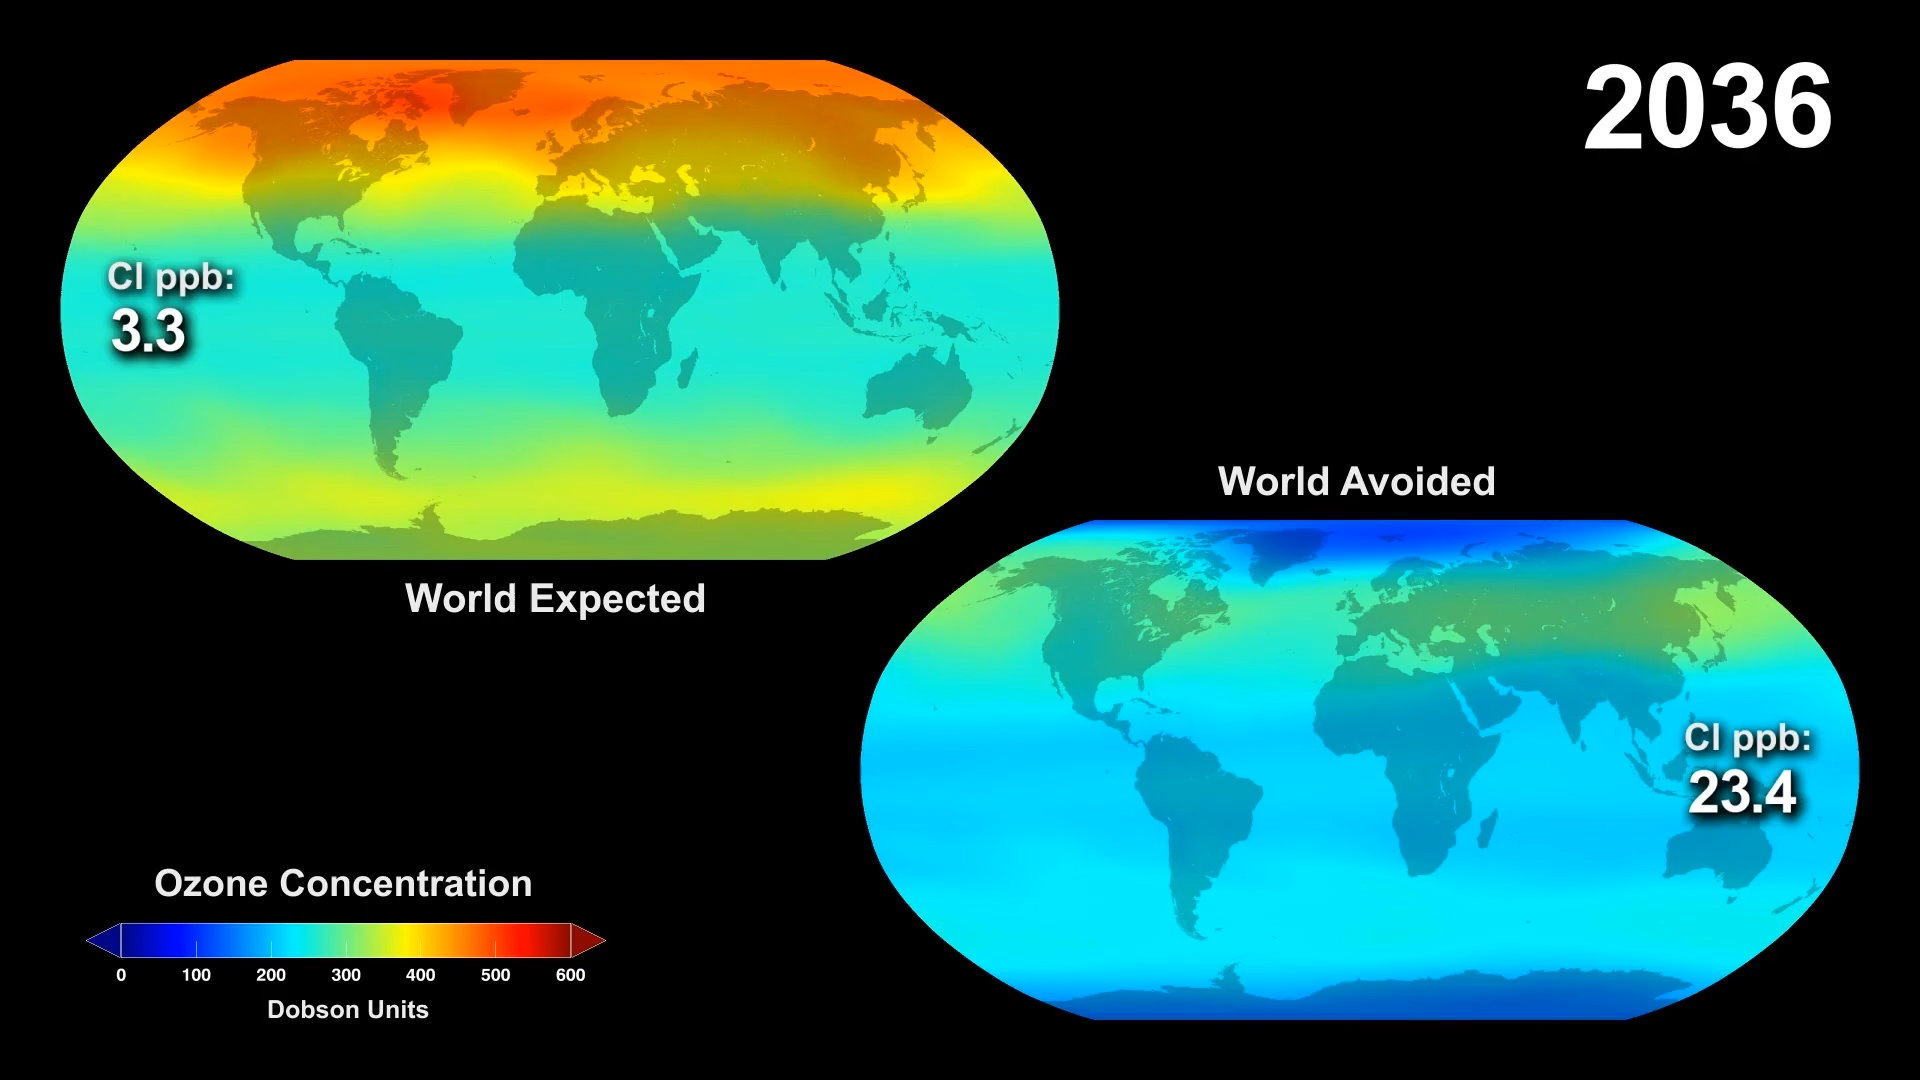 2036
Cl ppb:
3.3
World Expected
World Avoided
Cl ppb:
23.4
Ozone Concentration
0 100 200 300 400 500 600
Dobson Units